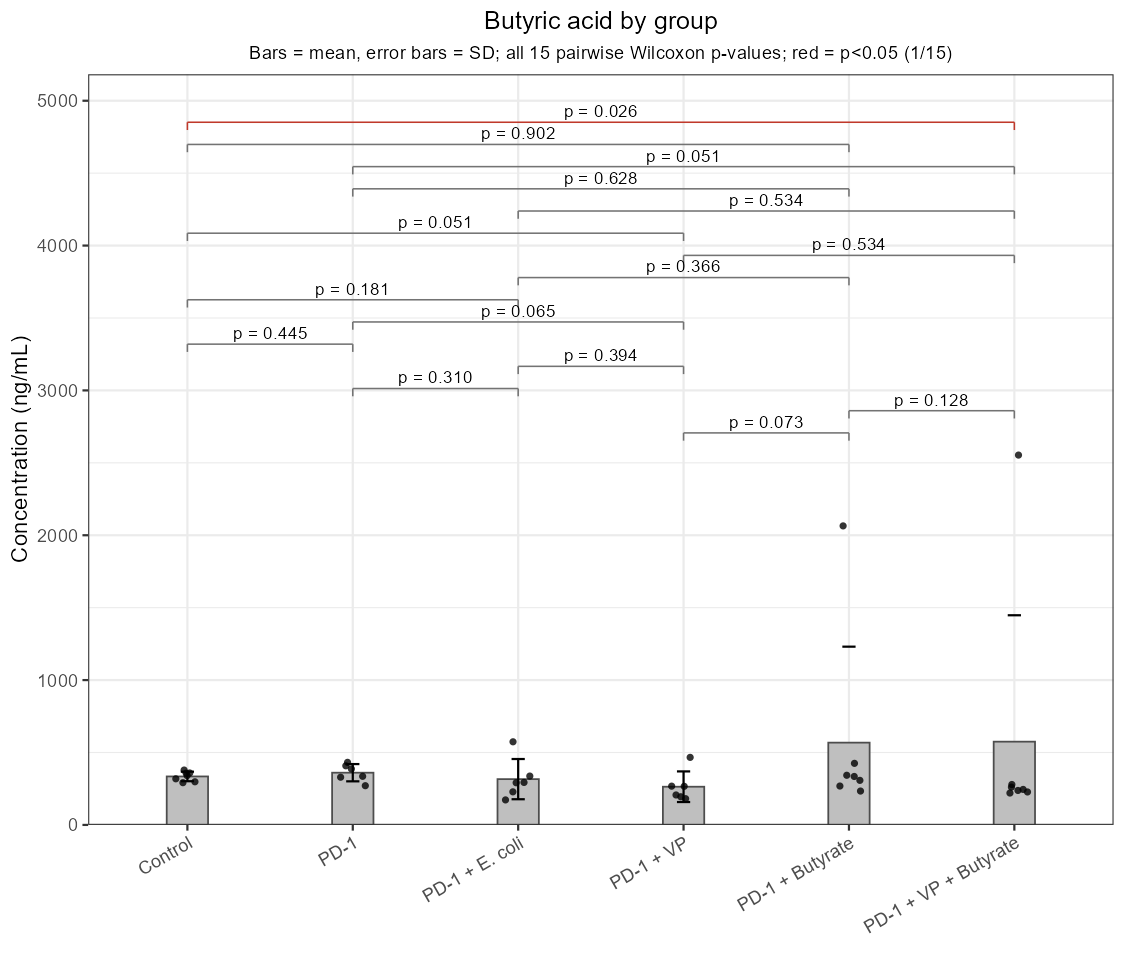 Butyric acid by group
Bars = mean, error bars = SD; all 15 pairwise Wilcoxon p-values; red = p<0.05 (1/15)
Concentration (ng/mL)
5000
4000
3000
2000
1000
0
p = 0.026
p = 0.902
p = 0.051
p = 0.628
p = 0.534
p = 0.051
p = 0.534
p = 0.366
p = 0.181
p = 0.065
p = 0.445
p = 0.394
p = 0.310
p = 0.128
p = 0.073
Control
PD-1
PD-1 + E. coli
PD-1 + VP
PD-1 + Butyrate
PD-1 + VP + Butyrate